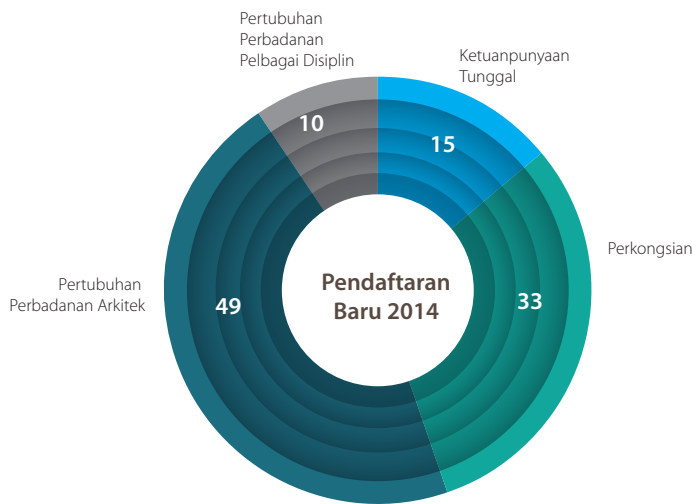 Pertubuhan
Perbadanan
Pelbagai Disiplin
10
Ketuanpunyaan
Tunggal
15
Perkongsian
33
Pertubuhan
Perbadanan Arkitek
49
Pendaftaran
Baru 2014